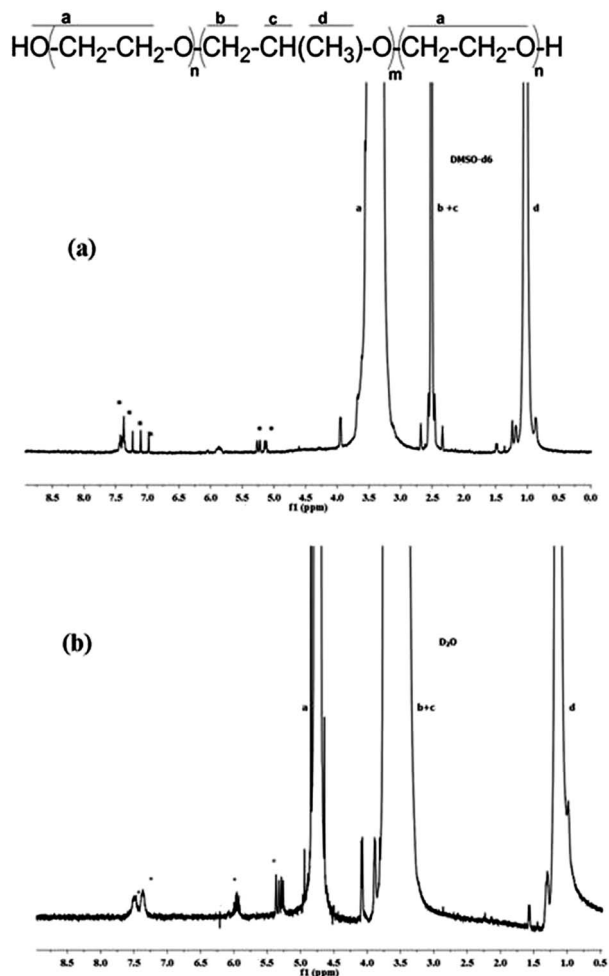 a b c d a
HO(CH2-CH2-O)n(CH2-CH(CH3)-O)m(CH2-CH2-O)n-H
DMSO-d6
a b +c d
(a)
* * * * * *
8.5 8.0 7.5 7.0 6.5 6.0 5.5 5.0 4.5 4.0 3.5 3.0 2.5 2.0 1.5 1.0 0.5 0.0
f1 (ppm)
(b)
D2O
a b+c d
* * * *
8.5 8.0 7.5 7.0 6.5 6.0 5.5 5.0 4.5 4.0 3.5 3.0 2.5 2.0 1.5 1.0 0.5
f1 (ppm)